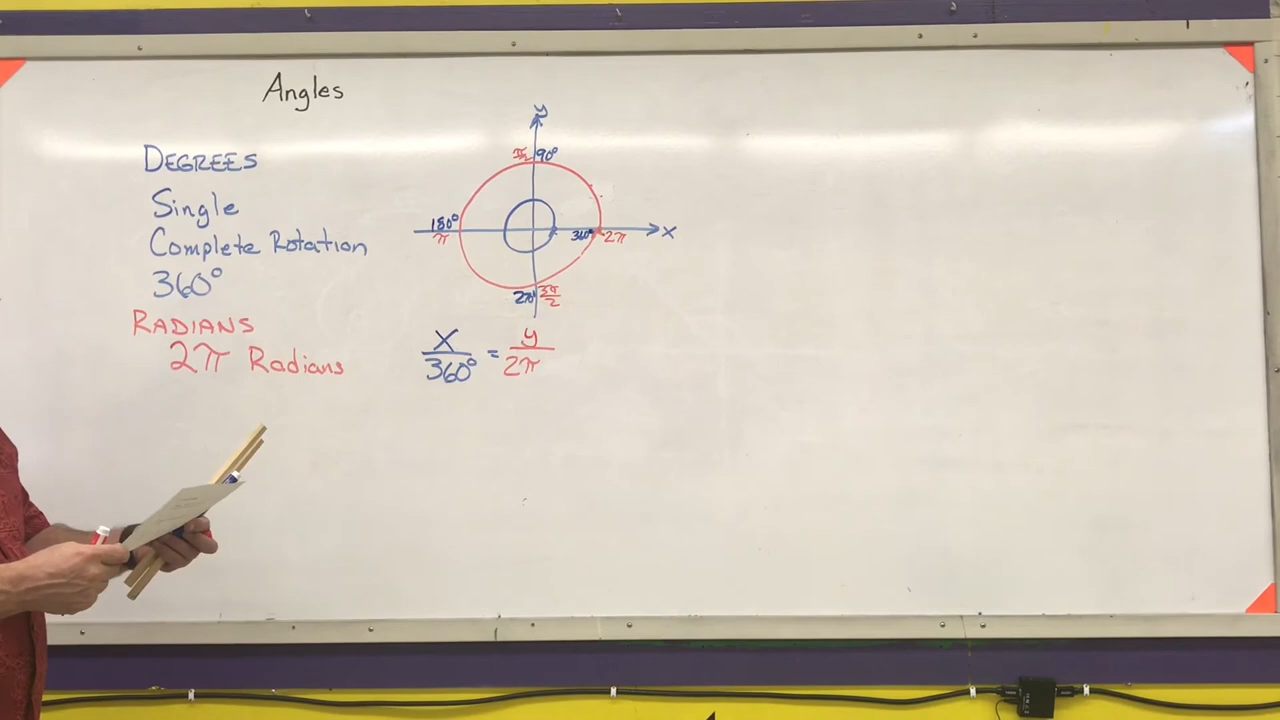 Angles
DEGREES
Single
Complete Rotation
360°
RADIANS
2π Radians
y
π/2 90°
180°
π
360° 2π
x
270° 3π/2
x/360° = y/2π